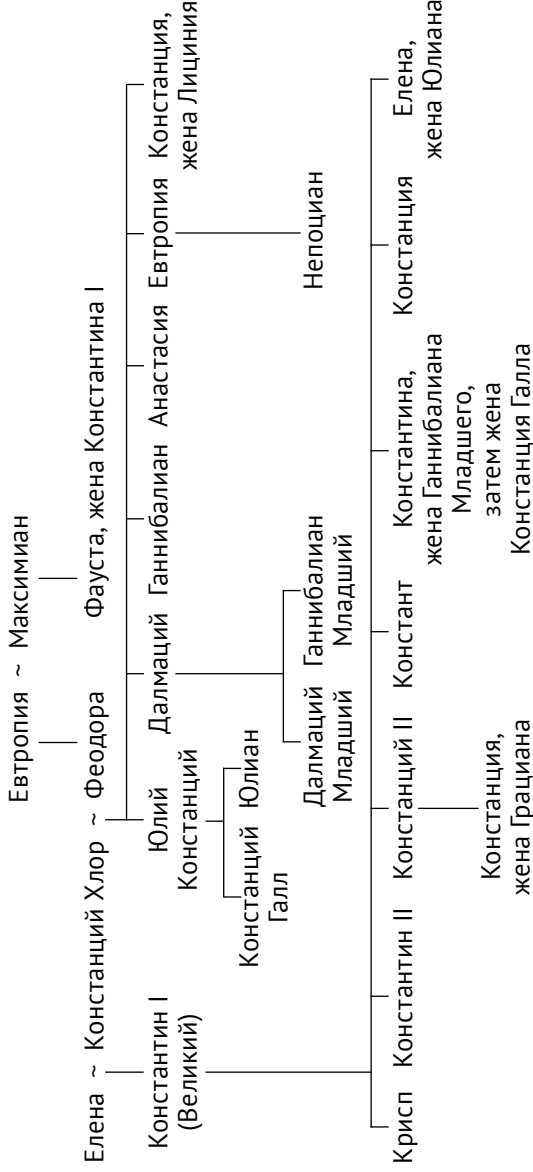 Евтропия ~ Максимиан
Елена ~ Констанций Хлор ~ Феодора
Фауста, жена Константина I
Константин I
(Великий)
Юлий
Констанций
Далмаций
Ганнибалиан
Анастасия
Евтропия
Констанция,
жена Лициния
Констанций
Галл
Юлиан
Далмаций
Младший
Ганнибалиан
Младший
Непоциан
Крисп
Константин II
Констанций II
Констант
Константина,
жена Ганнибалиана
Младшего,
затем жена
Констанция Галла
Констанция
Елена,
жена Юлиана
Констанция,
жена Грациана